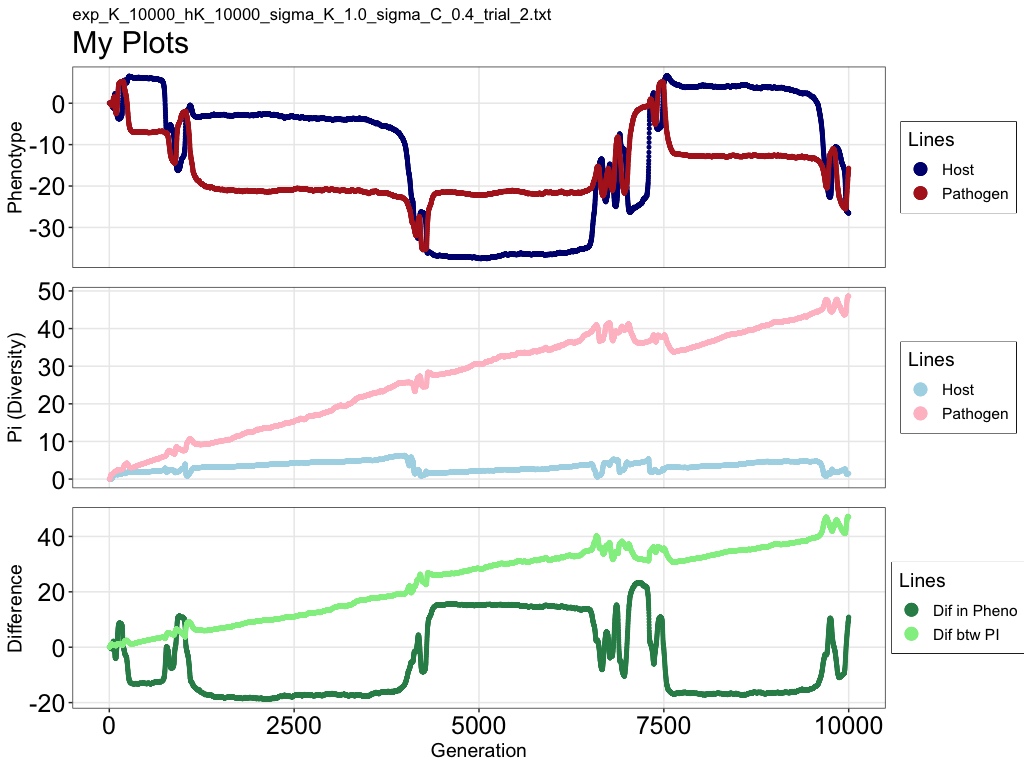 exp_K_10000_hK_10000_sigma_K_1.0_sigma_C_0.4_trial_2.txt
My Plots
Phenotype
0
-10
-20
-30
Lines
Host
Pathogen
Pi (Diversity)
50
40
30
20
10
0
Lines
Host
Pathogen
Difference
40
20
0
-20
Lines
Dif in Pheno
Dif btw PI
0 2500 5000 7500 10000
Generation